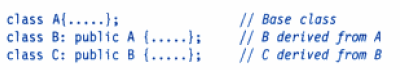 class A{.....}; // Base class
class B: public A {.....}; // B derived from A
class C: public B {.....}; // C derived from B